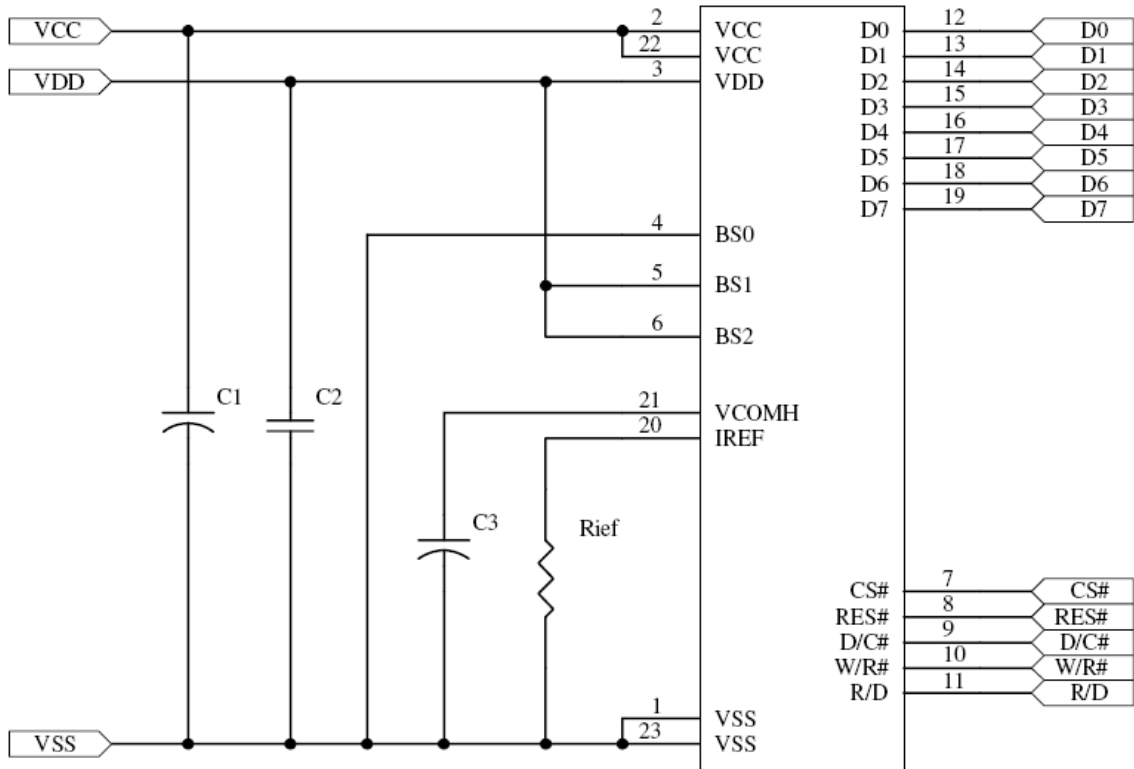 VCC 2 VCC D0 12 D0
22 VCC D1 13 D1
VDD 3 VDD D2 14 D2
D3 15 D3
D4 16 D4
D5 17 D5
D6 18 D6
D7 19 D7
4 BS0
5 BS1
6 BS2
C1 C2
21 VCOMH
20 IREF
C3 Rief
CS# 7 CS#
RES# 8 RES#
D/C# 9 D/C#
W/R# 10 W/R#
R/D 11 R/D
1 VSS
VSS 23 VSS